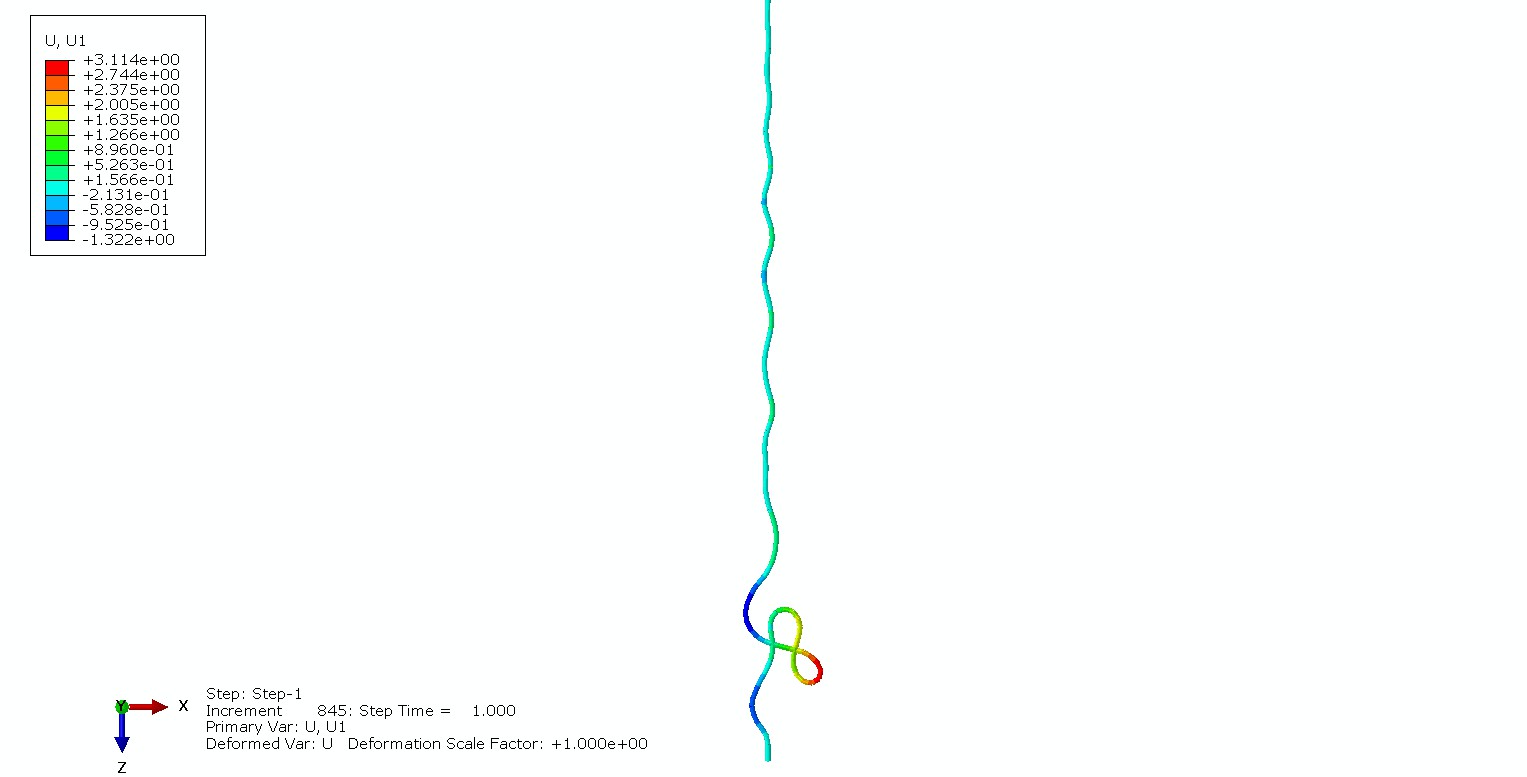 U, U1
+3.114e+00
+2.744e+00
+2.375e+00
+2.005e+00
+1.635e+00
+1.266e+00
+8.960e-01
+5.263e-01
+1.566e-01
-2.131e-01
-5.828e-01
-9.525e-01
-1.322e+00
Y
X
Z
Step: Step-1
Increment 845: Step Time = 1.000
Primary Var: U, U1
Deformed Var: U Deformation Scale Factor: +1.000e+00